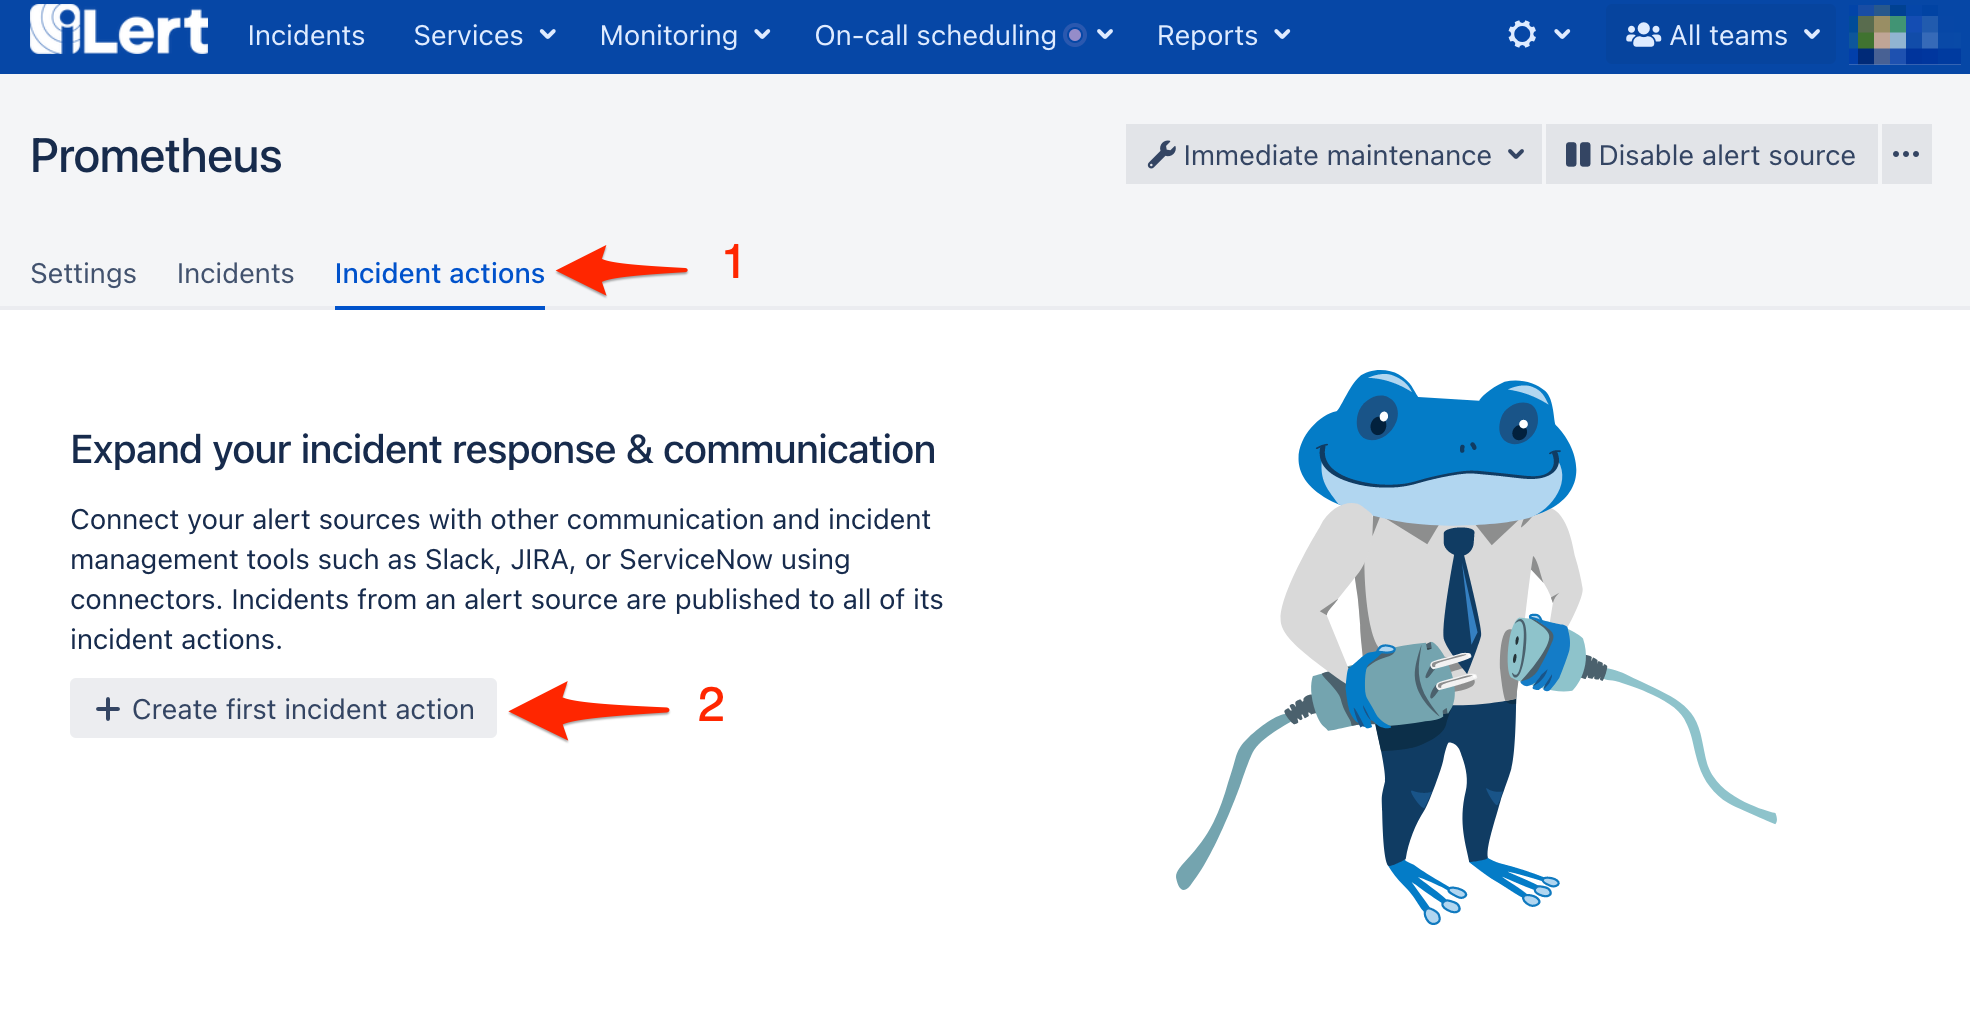 iLert Incidents Services Monitoring On-call scheduling Reports All teams
Prometheus
Immediate maintenance Disable alert source ...
Settings Incidents Incident actions 1
Expand your incident response & communication
Connect your alert sources with other communication and incident
management tools such as Slack, JIRA, or ServiceNow using
connectors. Incidents from an alert source are published to all of its
incident actions.
+ Create first incident action 2